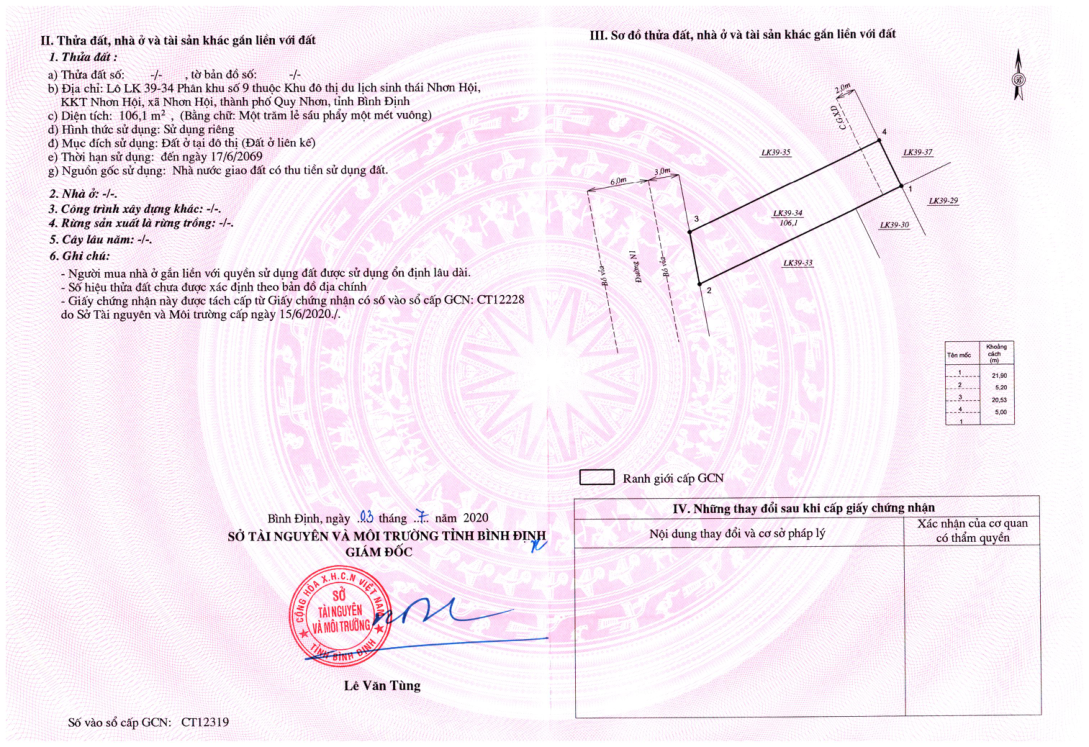 II. Thửa đất, nhà ở và tài sản khác gắn liền với đất
1. Thửa đất :
a) Thửa đất số: -/- , tờ bản đồ số: -/-
b) Địa chỉ: Lô LK 39-34 Phân khu số 9 thuộc Khu đô thị du lịch sinh thái Nhơn Hội,
KKT Nhơn Hội, xã Nhơn Hội, thành phố Quy Nhơn, tỉnh Bình Định
c) Diện tích: 106,1 m² , (Bằng chữ: Một trăm lẻ sáu phẩy một mét vuông)
d) Hình thức sử dụng: Sử dụng riêng
đ) Mục đích sử dụng: Đất ở tại đô thị (Đất ở liên kế)
e) Thời hạn sử dụng: đến ngày 17/6/2069
g) Nguồn gốc sử dụng: Nhà nước giao đất có thu tiền sử dụng đất.
2. Nhà ở: -/-.
3. Công trình xây dựng khác: -/-.
4. Rừng sản xuất là rừng trồng: -/-.
5. Cây lâu năm: -/-.
6. Ghi chú:
- Người mua nhà ở gắn liền với quyền sử dụng đất được sử dụng ổn định lâu dài.
- Số hiệu thửa đất chưa được xác định theo bản đồ địa chính
- Giấy chứng nhận này được tách cấp từ Giấy chứng nhận có số vào sổ cấp GCN: CT12228
do Sở Tài nguyên và Môi trường cấp ngày 15/6/2020./.
Bình Định, ngày 03 tháng 7 năm 2020
SỞ TÀI NGUYÊN VÀ MÔI TRƯỜNG TỈNH BÌNH ĐỊNH
GIÁM ĐỐC
CỘNG HÒA X.H.C.N VIỆT NAM
SỞ
TÀI NGUYÊN
VÀ MÔI TRƯỜNG
TỈNH BÌNH ĐỊNH
Lê Văn Tùng
Số vào sổ cấp GCN: CT12319
III. Sơ đồ thửa đất, nhà ở và tài sản khác gắn liền với đất
2,0m
C.GXD
4
LK39-35
LK39-37
3,0m
6,0m
1
LK39-29
LK39-34
106,1
3
LK39-30
Bó vỉa
Đường N1
Bó vỉa
LK39-33
2
Tên mốc
Khoảng
cách
(m)
1
21,90
2
5,20
3
20,53
4
5,00
1
Ranh giới cấp GCN
IV. Những thay đổi sau khi cấp giấy chứng nhận
Nội dung thay đổi và cơ sở pháp lý
Xác nhận của cơ quan
có thẩm quyền